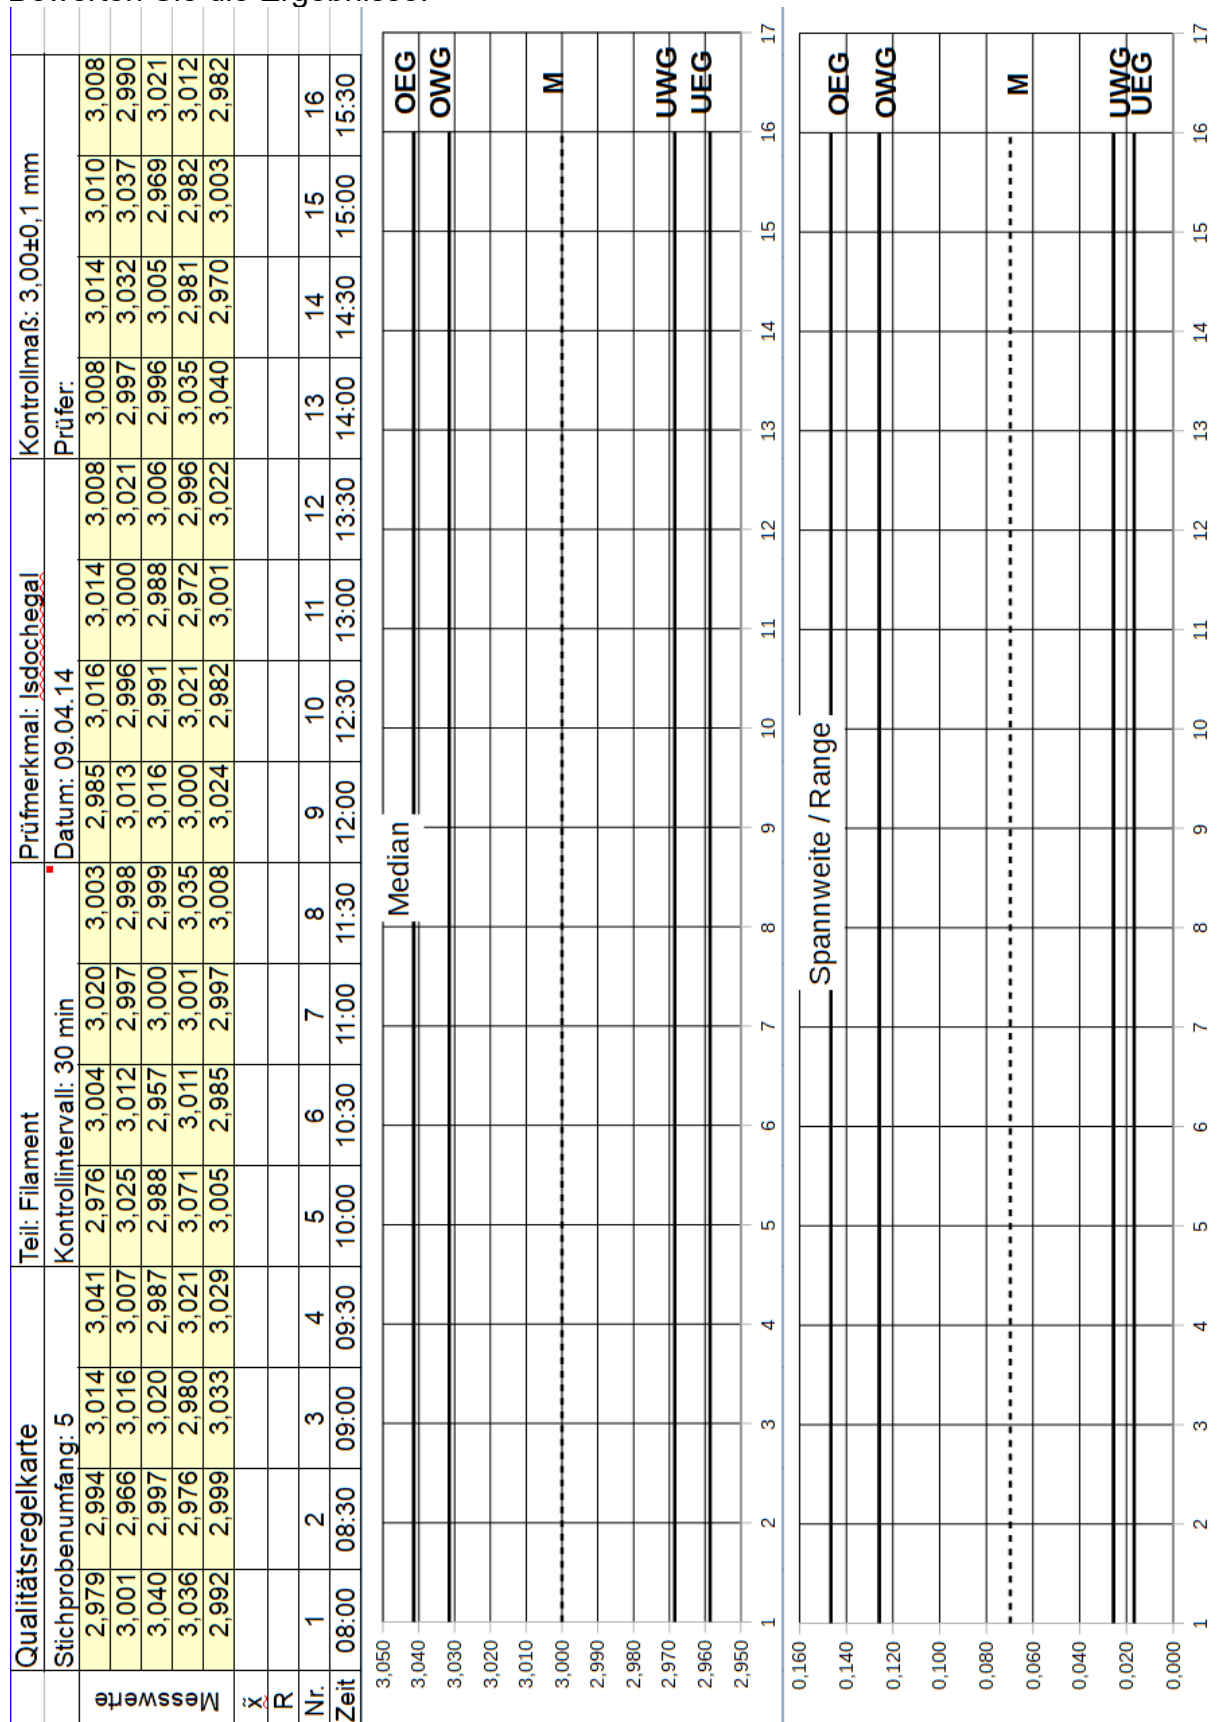 Bewerten Sie die Ergebnisse.
Qualitätsregelkarte Teil: Filament Prüfmerkmal: Isdochegal Kontrollmaß: 3,00±0,1 mm
Stichprobenumfang: 5 Kontrollintervall: 30 min Datum: 09.04.14 Prüfer:
Messwerte
2,979 2,994 3,014 3,041 2,976 3,004 3,020 3,003 2,985 3,016 3,014 3,008 3,008 3,014 3,010 3,008
3,001 2,966 3,016 3,007 3,025 3,012 2,997 2,998 3,013 2,996 3,000 3,021 2,997 3,032 3,037 2,990
3,040 2,997 3,020 2,987 2,988 2,957 3,000 2,999 3,016 2,991 2,988 3,006 2,996 3,005 2,969 3,021
3,036 2,976 2,980 3,021 3,071 3,011 3,001 3,035 3,000 3,021 2,972 2,996 3,035 2,981 2,982 3,012
2,992 2,999 3,033 3,029 3,005 2,985 2,997 3,008 3,024 2,982 3,001 3,022 3,040 2,970 3,003 2,982
x̃
R
Nr. 1 2 3 4 5 6 7 8 9 10 11 12 13 14 15 16
Zeit 08:00 08:30 09:00 09:30 10:00 10:30 11:00 11:30 12:00 12:30 13:00 13:30 14:00 14:30 15:00 15:30
Median
3,050
3,040 OEG
3,030 OWG
3,020
3,010
3,000 M
2,990
2,980
2,970 UWG
2,960 UEG
2,950
1 2 3 4 5 6 7 8 9 10 11 12 13 14 15 16 17
Spannweite / Range
0,160
0,140 OEG
0,120 OWG
0,100
0,080
0,060 M
0,040
0,020 UWG
UEG
0,000
1 2 3 4 5 6 7 8 9 10 11 12 13 14 15 16 17